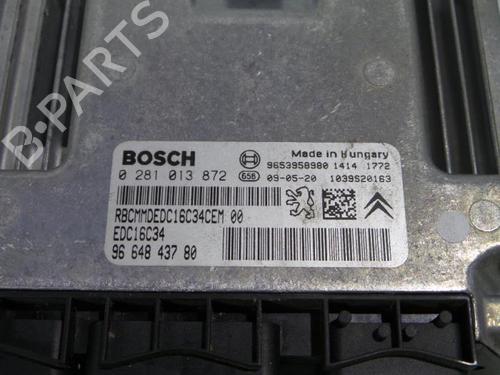 BOSCH
Made in Hungary
9653958980 1414 1772
0 281 013 872
656 09-05-20 1039S20163
RBCMMDEDC16C34CEM 00
EDC16C34
96 648 437 80
B-Parts